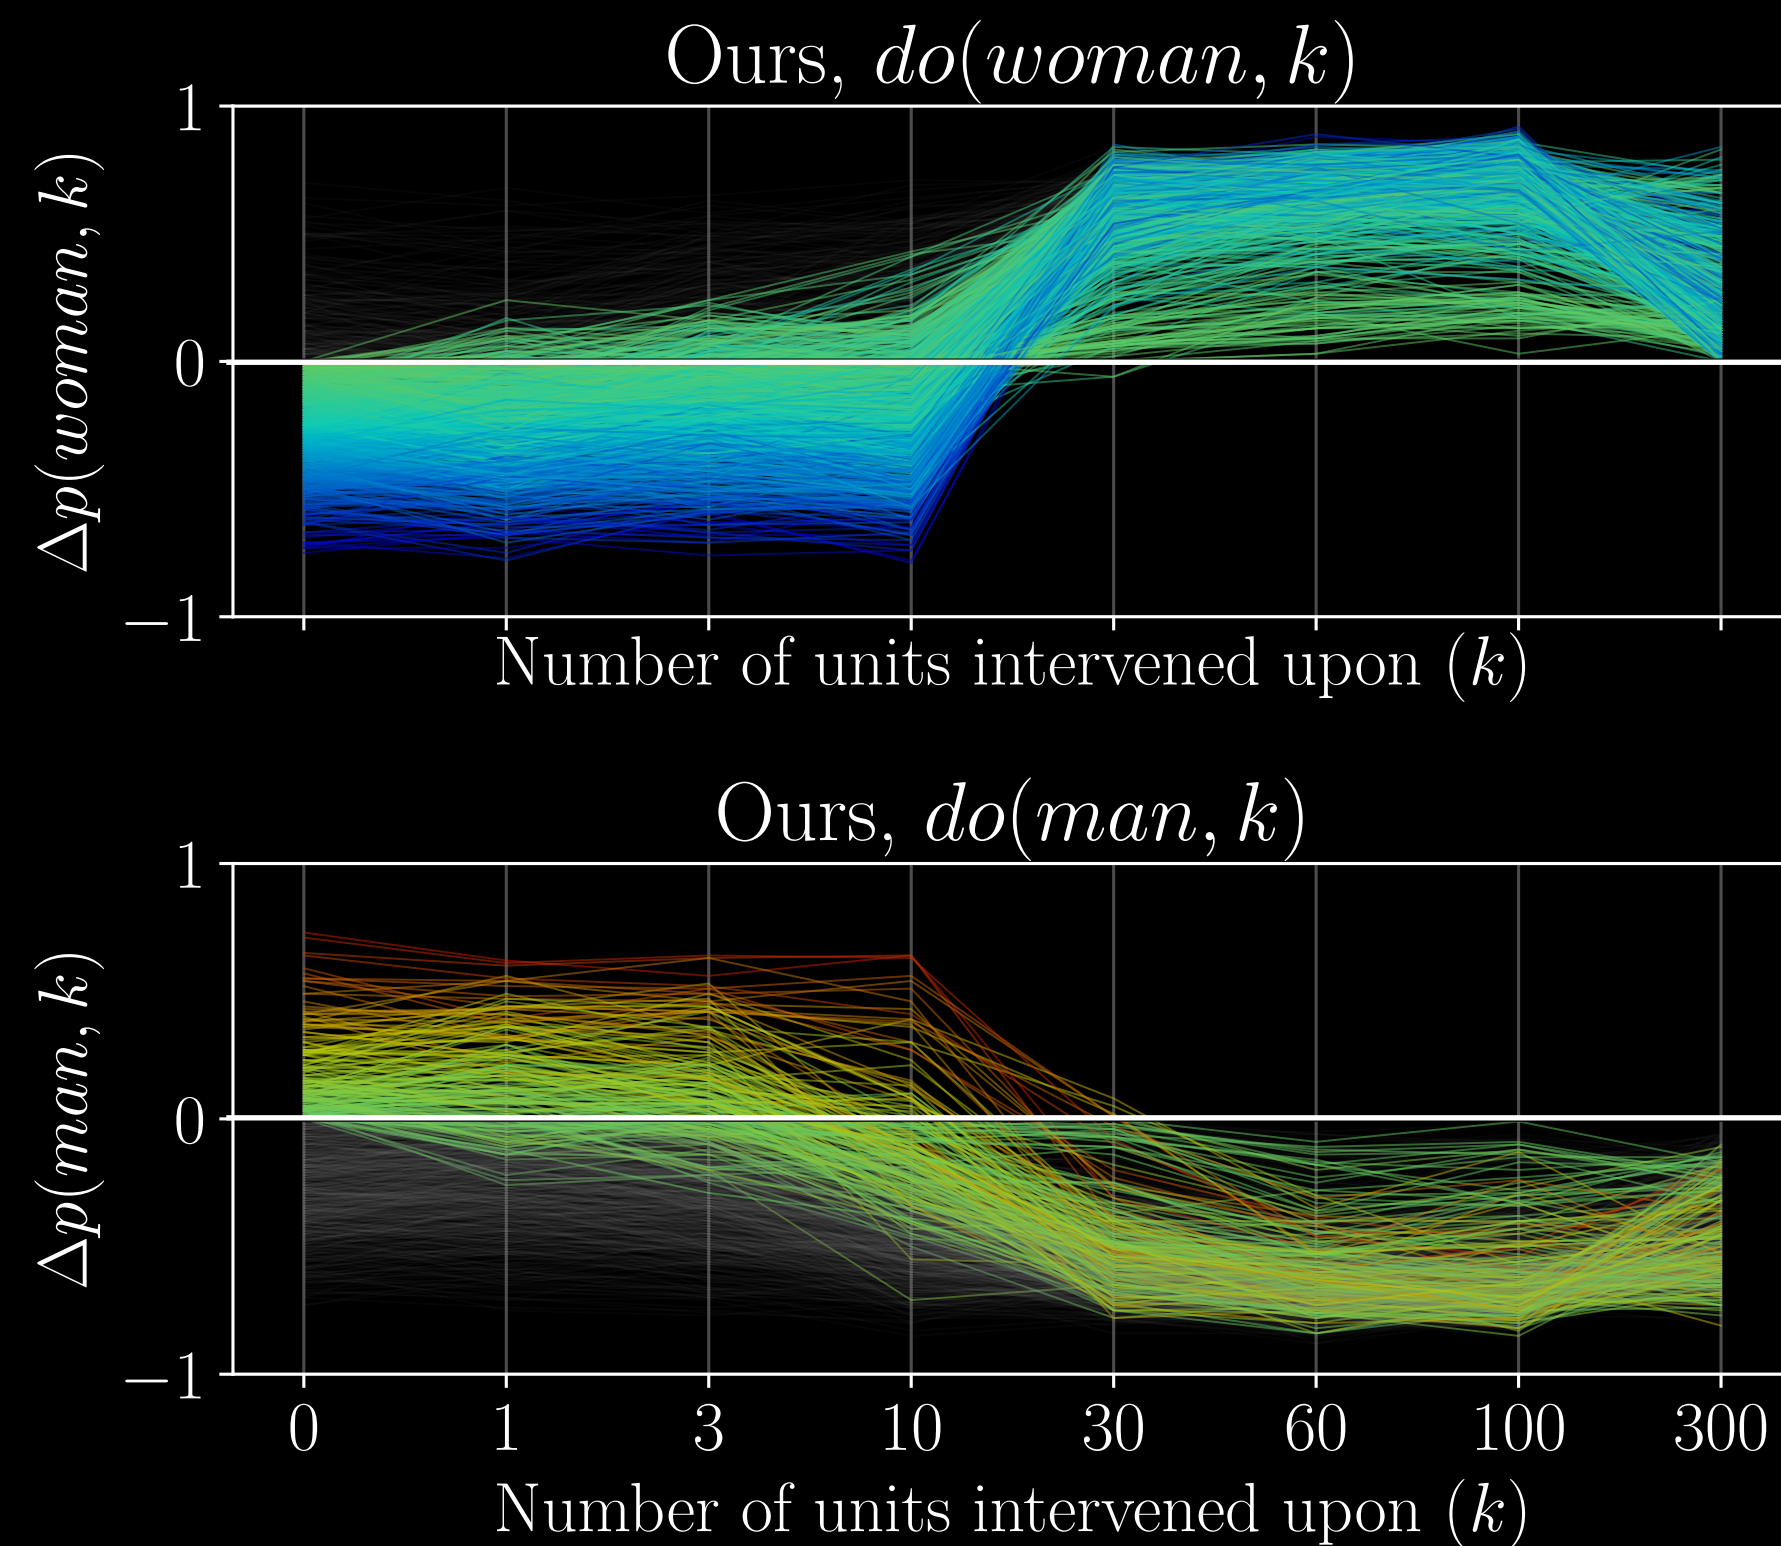 Ours, do(woman, k)
1
Δp(woman, k)
0
−1
Number of units intervened upon (k)
Ours, do(man, k)
1
Δp(man, k)
0
−1
0 1 3 10 30 60 100 300
Number of units intervened upon (k)